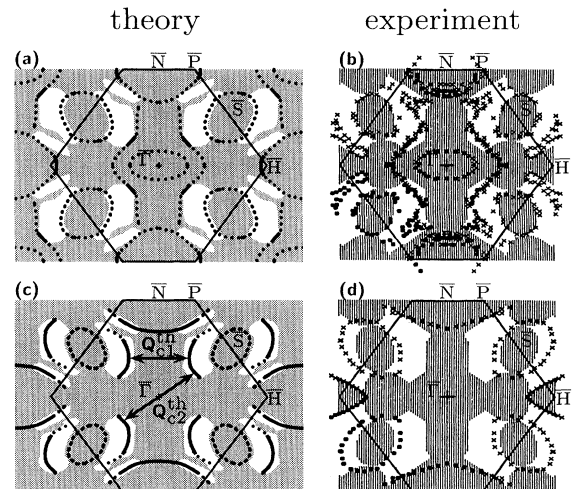 theory experiment
(a) N̅ P̅ (b) N̅ P̅
S̅ S̅
Γ̅ H̅ Γ̅ H̅
(c) N̅ P̅ (d) N̅ P̅
Q_c1^th S̅ S̅
Γ̅ H̅ Γ̅ H̅
Q_c2^th